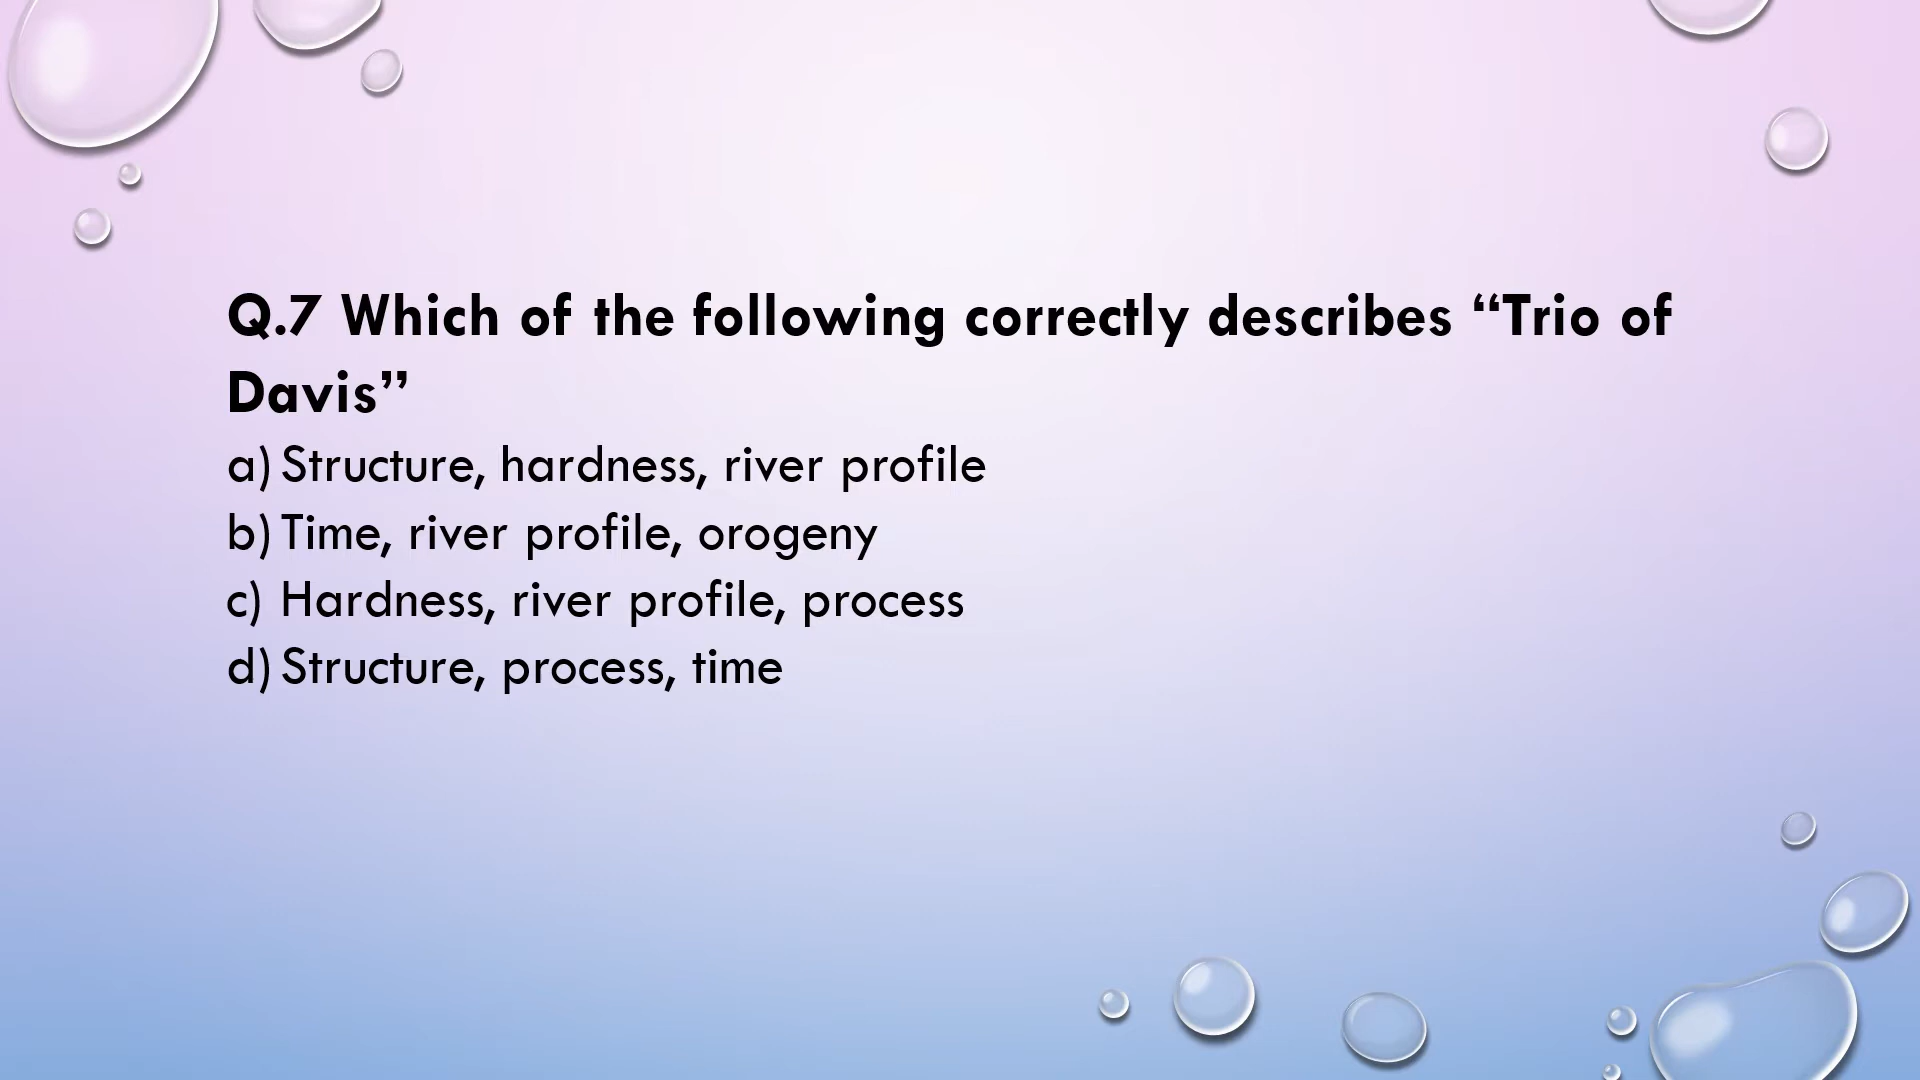 Q.7 Which of the following correctly describes “Trio of
Davis”
a) Structure, hardness, river profile
b) Time, river profile, orogeny
c) Hardness, river profile, process
d) Structure, process, time